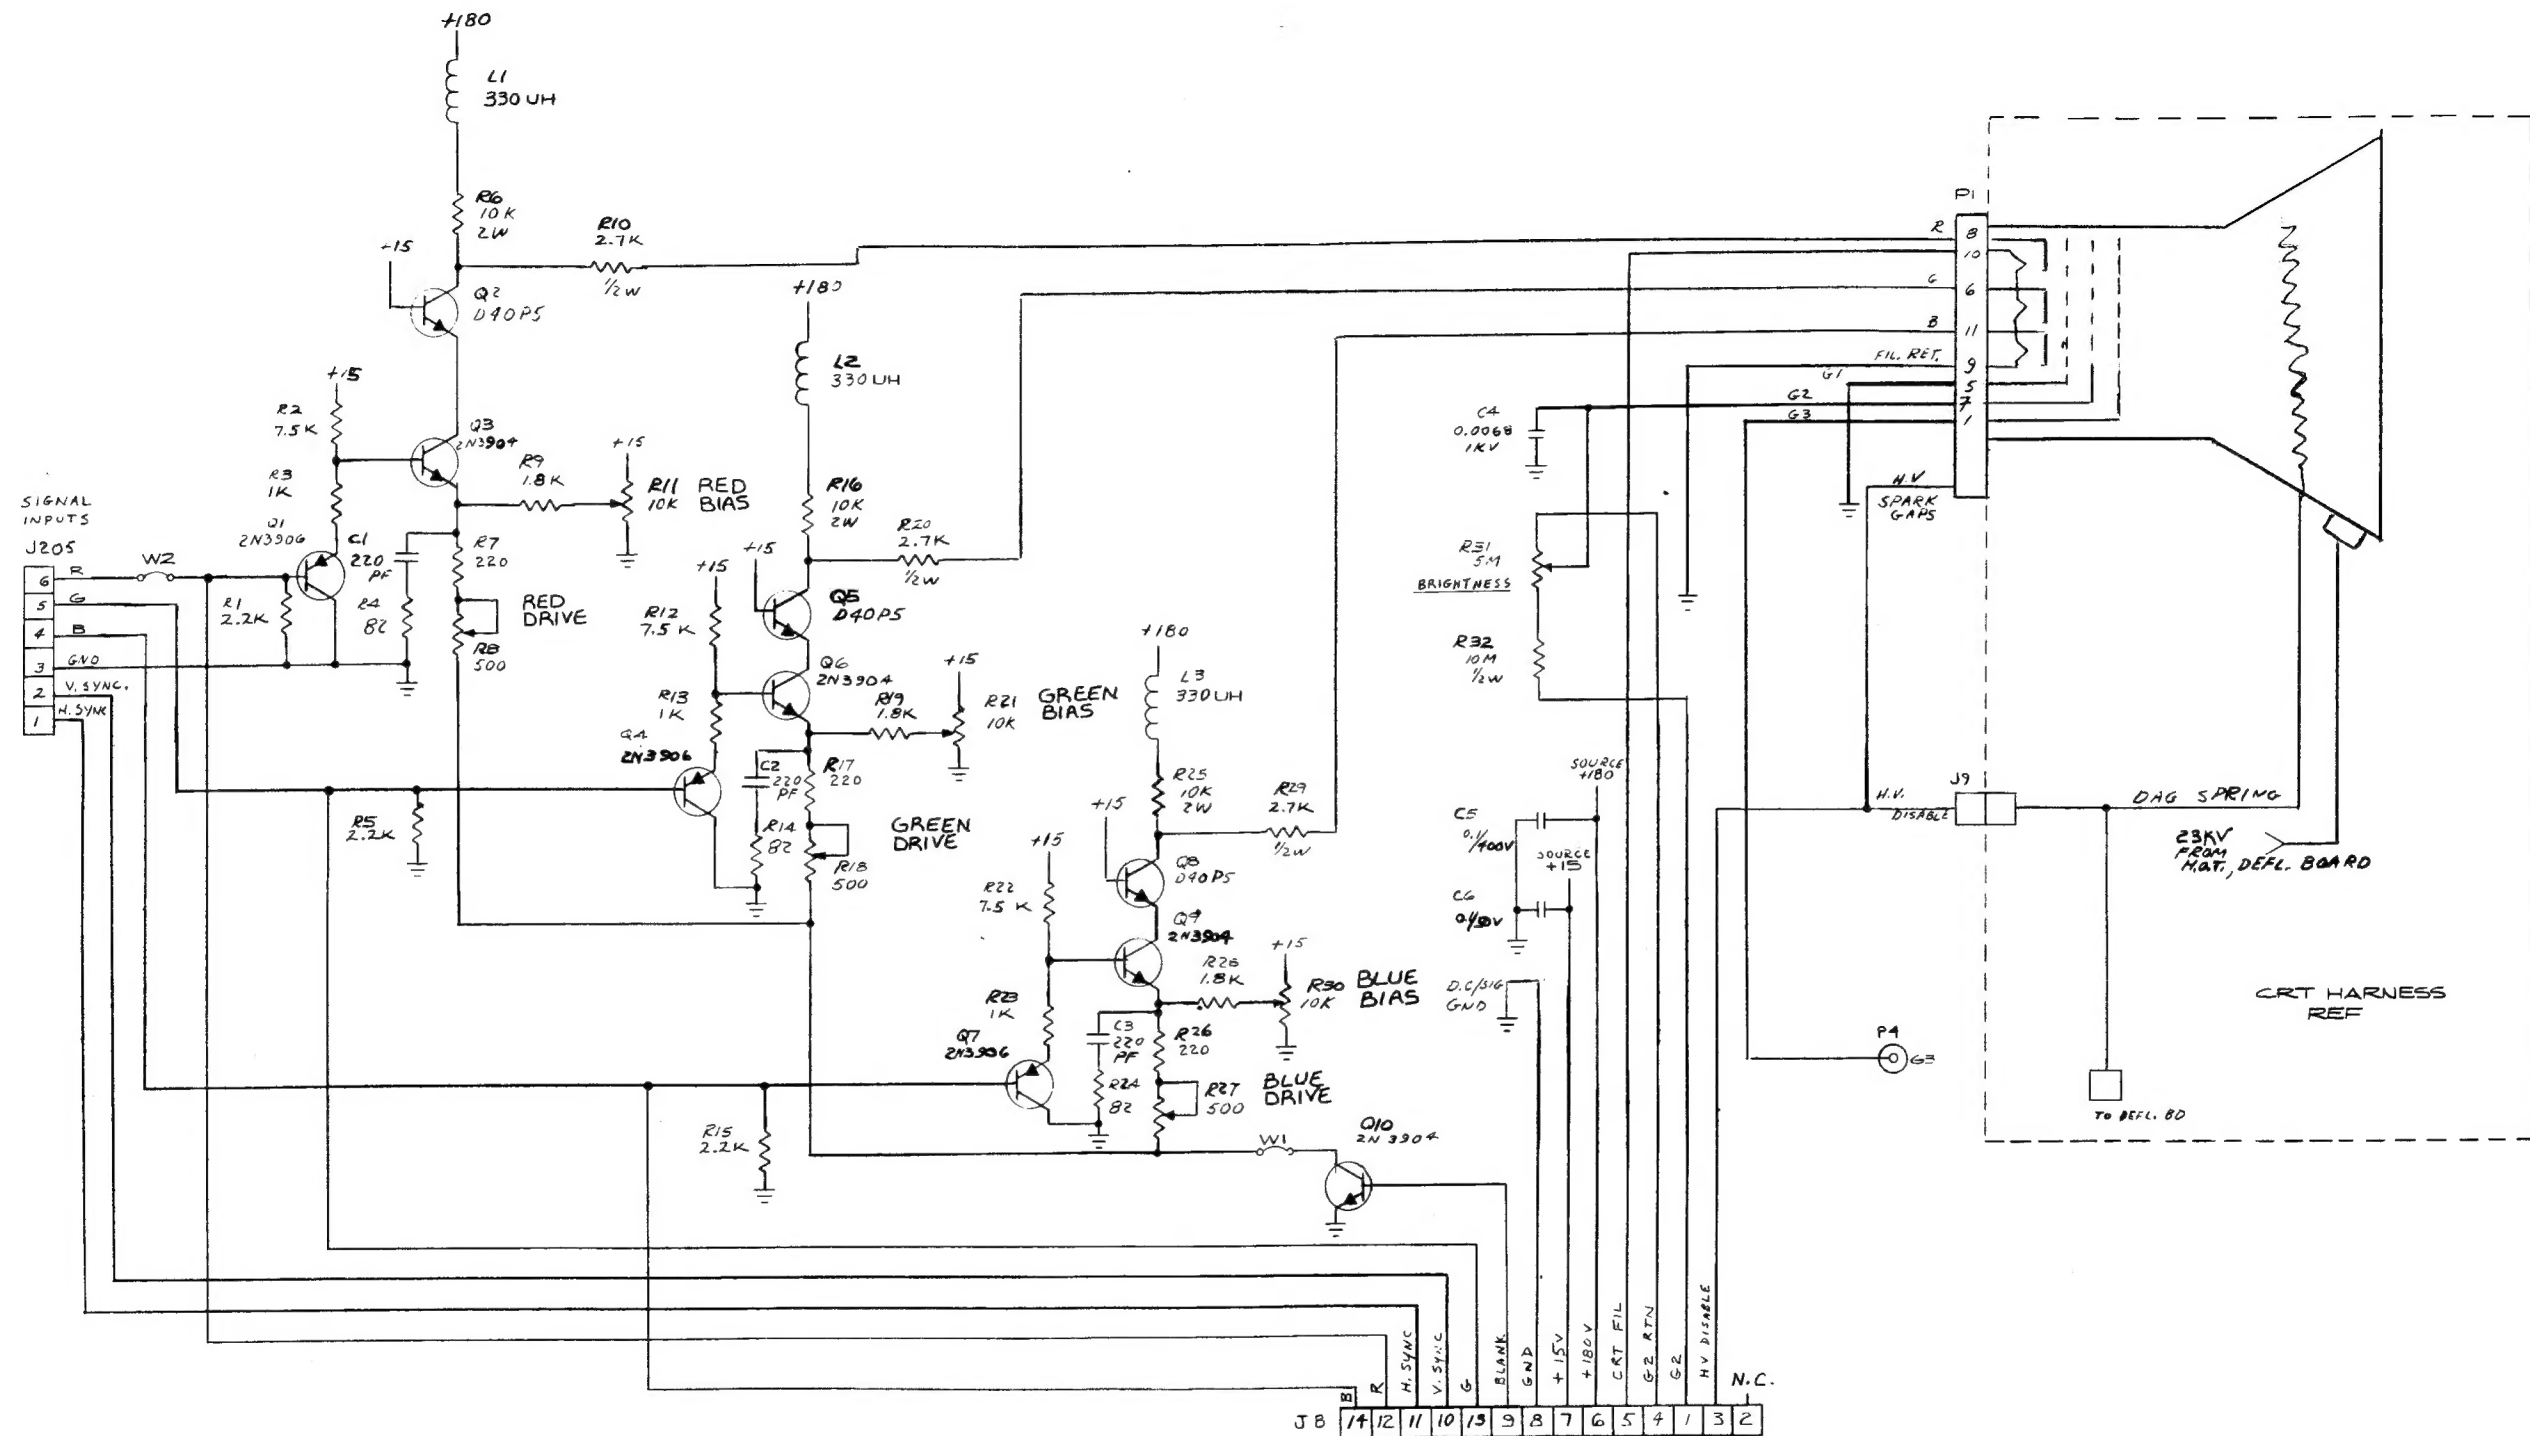 +180
L1
330 UH
R6
10 K
2W
R10
2.7K
1/2 W
-15
Q2
D40P5
+15
R2
7.5K
Q3
2N3904
R9
1.8K
+15
R11 RED
10K BIAS
R3
1K
Q1
2N3906
C1
220
PF
R7
220
R4
82
RED
DRIVE
R8
500
R1
2.2K
SIGNAL
INPUTS
J205
W2
6 R
5 G
4 B
3 GND
2 V. SYNC.
1 H. SYNC
+180
L2
330 UH
R16
10K
2W
R20
2.7K
1/2W
+15
+15
Q5
D40P5
R12
7.5 K
Q6
2N3904
R19
1.8K
+15
R21
10K
GREEN
BIAS
R13
1K
Q4
2N3906
C2
220
PF
R17
220
R14
82
GREEN
DRIVE
R18
500
R5
2.2K
+180
L3
330 UH
R25
10K
2W
R29
2.7K
1/2W
+15
+15
Q8
D40P5
R22
7.5 K
Q9
2N3904
R28
1.8K
+15
R30 BLUE
10K BIAS
R23
1K
Q7
2N3906
C3
220
PF
R26
220
R24
82
R27
500
BLUE
DRIVE
R15
2.2K
W1
Q10
2N 3904
C4
0.0068
1KV
R31
5M
BRIGHTNESS
R32
10M
1/2W
SOURCE
+180
C5
0.1/400V
SOURCE
+15
C6
D.C/SIG
GND
P1
R 8
10
G 6
B 11
FIL. RET. 9
G1 5
G2 7
G3 1
H.V
SPARK
GAPS
J9
H.V.
DISABLE
DAG SPRING
23KV
FROM
H.O.T., DEFL. BOARD
CRT HARNESS
REF
P4
G3
TO DEFL. BD
B
R
H. SYNC
V. SYNC
G
BLANK
GND
+15V
+180V
CRT FIL
G2 RTN
G2
HV DISABLE
N.C.
J8 14 12 11 10 13 9 8 7 6 5 4 1 3 2